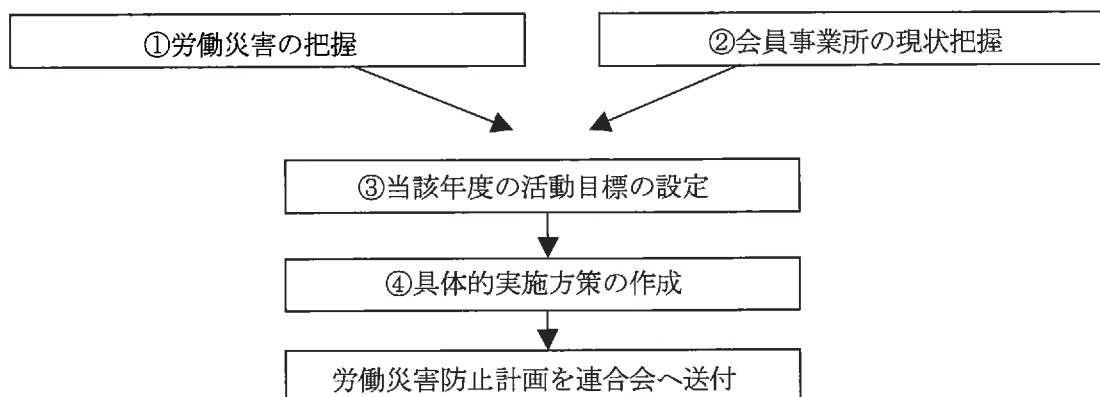 ①労働災害の把握
②会員事業所の現状把握
③当該年度の活動目標の設定
④具体的実施方策の作成
労働災害防止計画を連合会へ送付